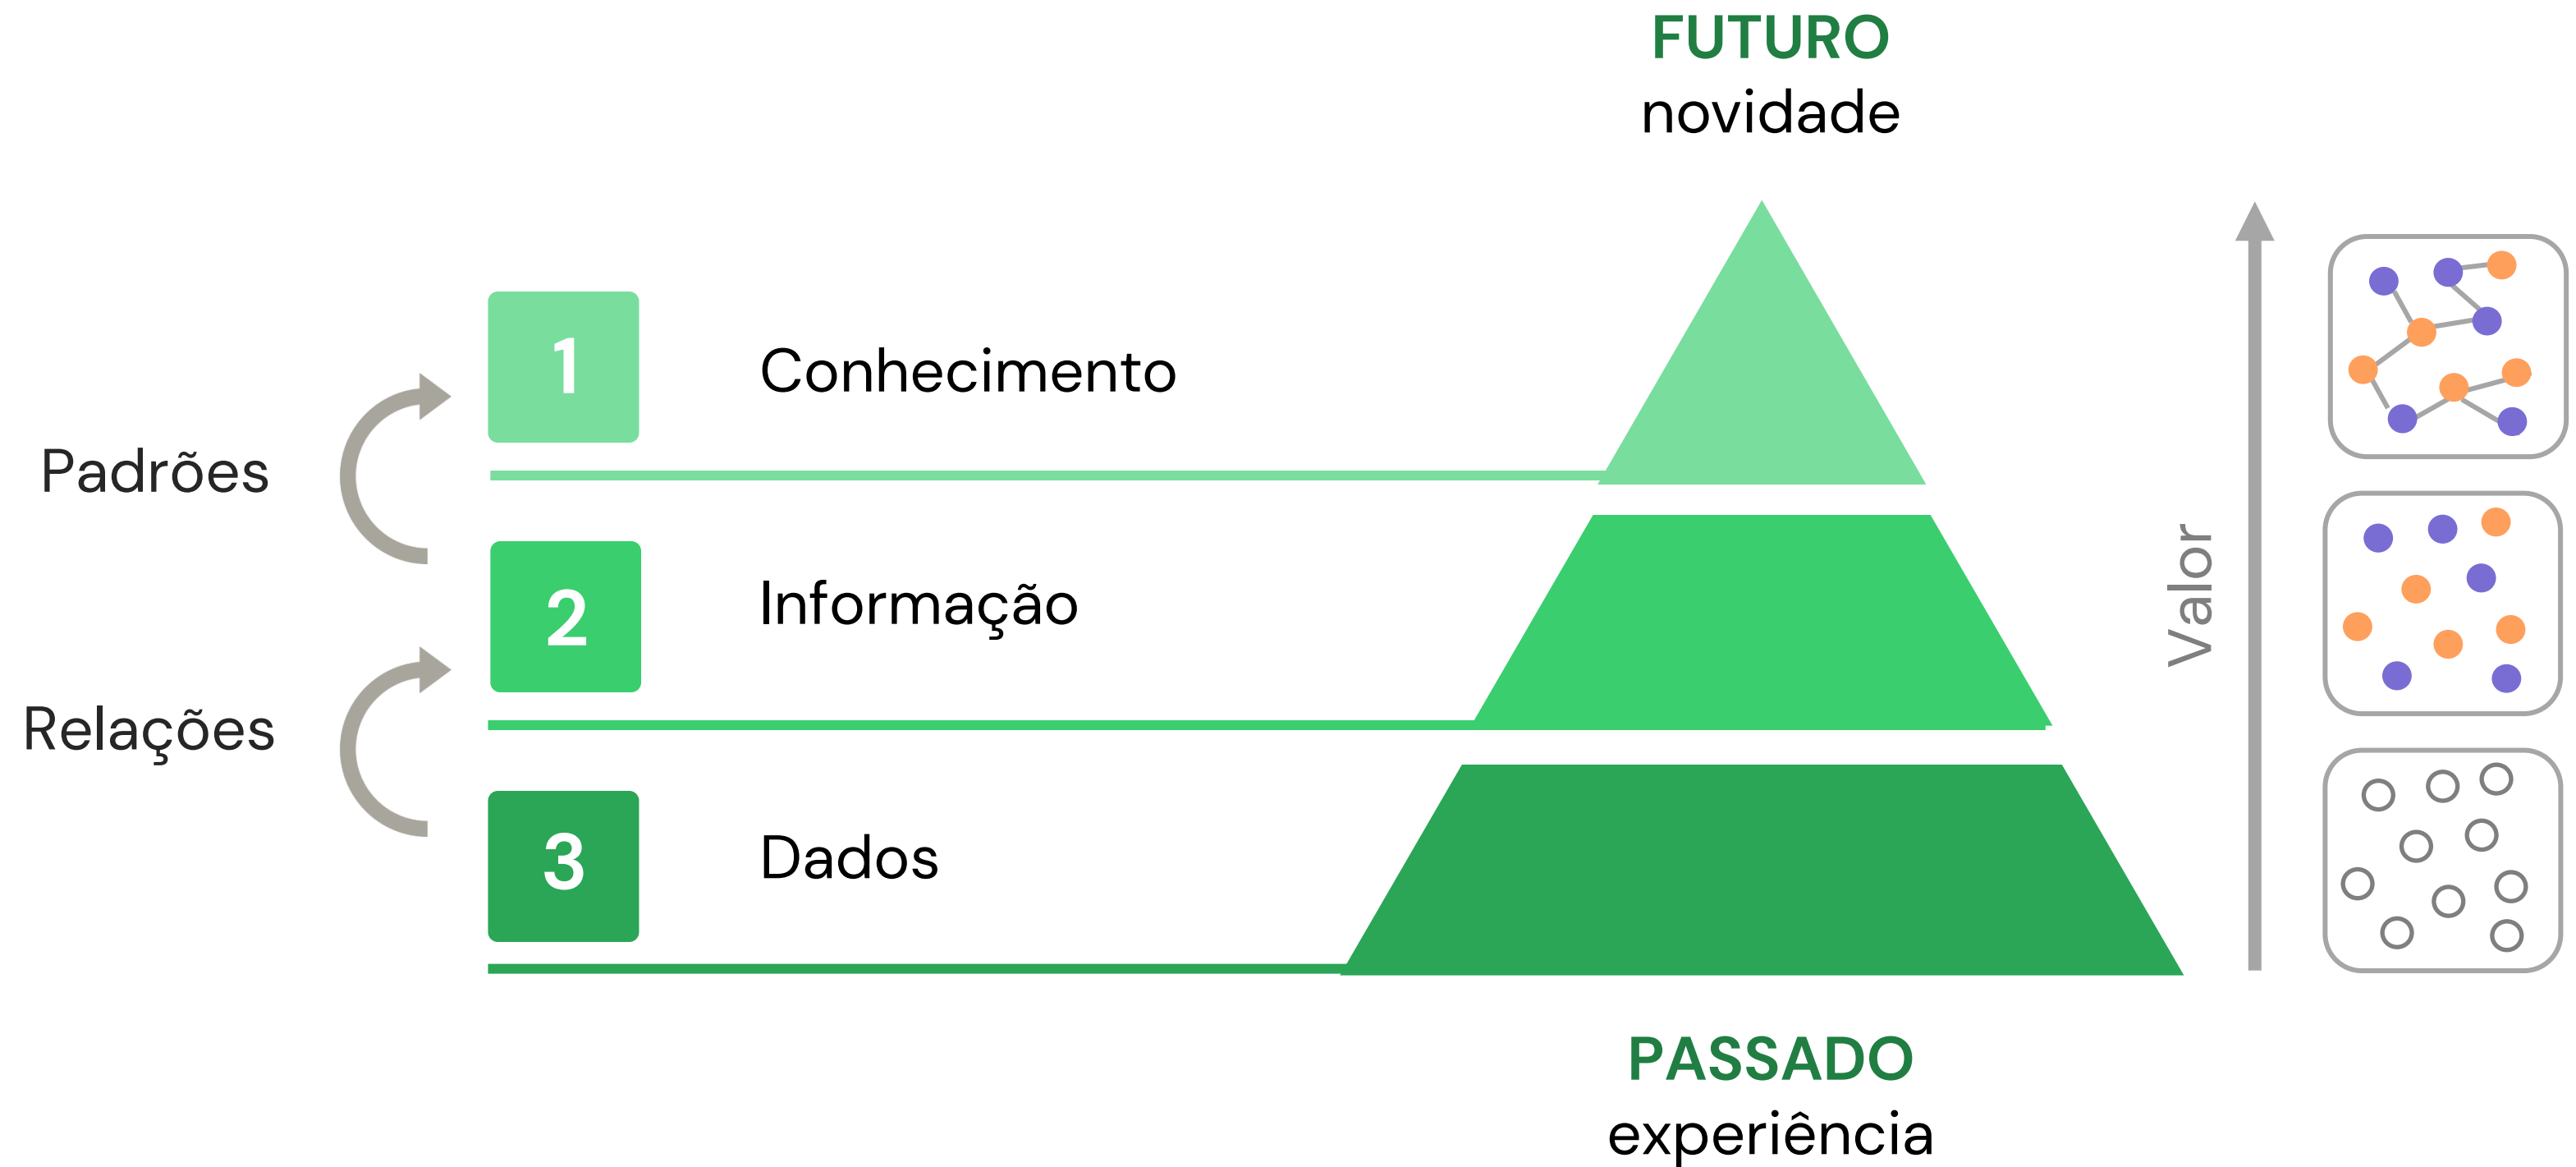 FUTURO
novidade
1
Conhecimento
Padrões
2
Informação
Valor
Relações
3
Dados
PASSADO
experiência